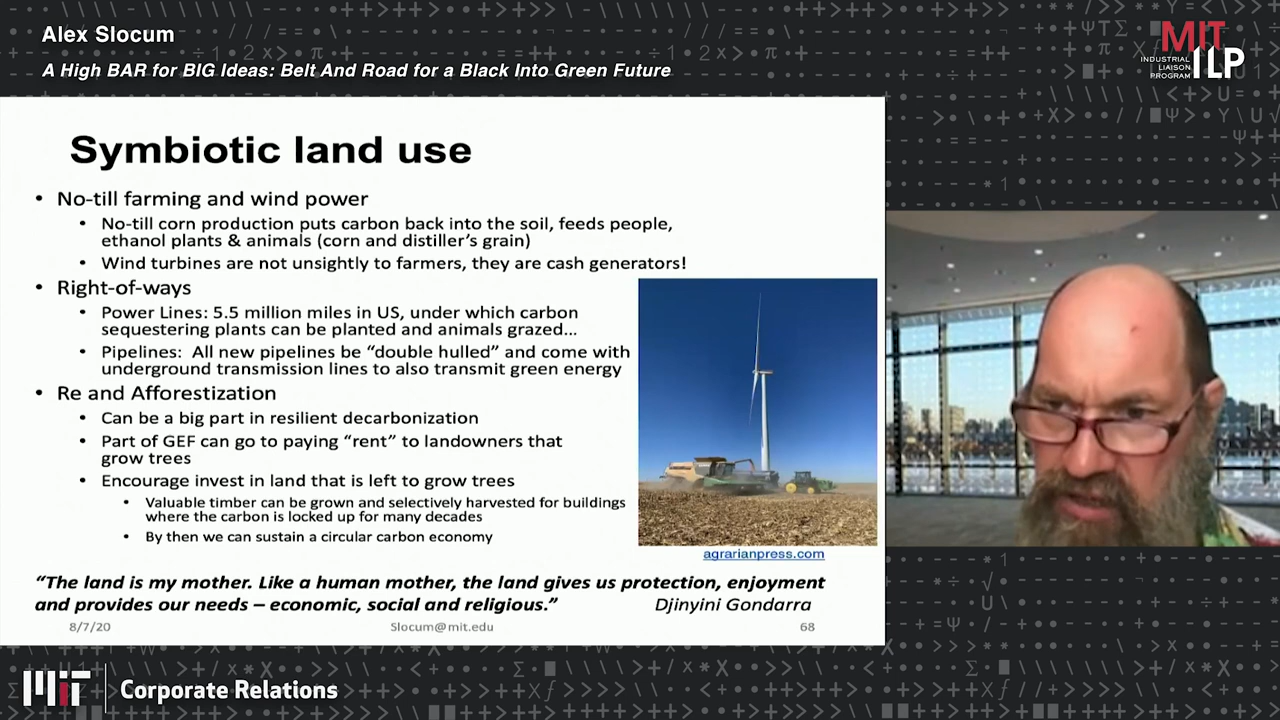 Alex Slocum
A High BAR for BIG Ideas: Belt And Road for a Black Into Green Future
MIT
INDUSTRIAL
LIAISON
PROGRAM
ILP
Symbiotic land use
• No-till farming and wind power
• No-till corn production puts carbon back into the soil, feeds people,
ethanol plants & animals (corn and distiller's grain)
• Wind turbines are not unsightly to farmers, they are cash generators!
• Right-of-ways
• Power Lines: 5.5 million miles in US, under which carbon
sequestering plants can be planted and animals grazed...
• Pipelines: All new pipelines be “double hulled” and come with
underground transmission lines to also transmit green energy
• Re and Afforestization
• Can be a big part in resilient decarbonization
• Part of GEF can go to paying “rent” to landowners that
grow trees
• Encourage invest in land that is left to grow trees
• Valuable timber can be grown and selectively harvested for buildings
where the carbon is locked up for many decades
• By then we can sustain a circular carbon economy
agrarianpress.com
“The land is my mother. Like a human mother, the land gives us protection, enjoyment
and provides our needs – economic, social and religious.” Djinyini Gondarra
8/7/20 Slocum@mit.edu 68
MIT Corporate Relations